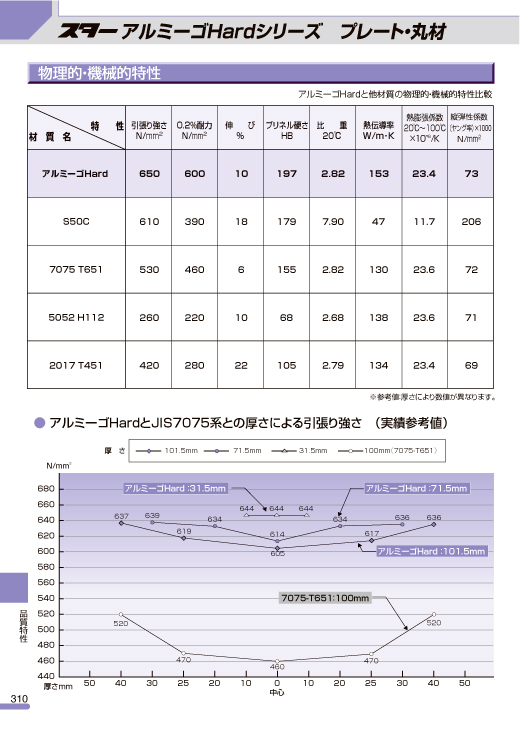 スター アルミーゴHardシリーズ　プレート・丸材
物理的・機械的特性
アルミーゴHardと他材質の物理的・機械的特性比較
特　性 引張り強さ N/mm² 0.2%耐力 N/mm² 伸　び % ブリネル硬さ HB 比　重 20℃ 熱伝導率 W/m・K 熱膨張係数 20℃～100℃ ×10⁻⁶/K 縦弾性係数 (ヤング率)×1000 N/mm²
材　質　名
アルミーゴHard 650 600 10 197 2.82 153 23.4 73
S50C 610 390 18 179 7.90 47 11.7 206
7075 T651 530 460 6 155 2.82 130 23.6 72
5052 H112 260 220 10 68 2.68 138 23.6 71
2017 T451 420 280 22 105 2.79 134 23.4 69
※参考値：厚さにより数値が異なります。
● アルミーゴHardとJIS7075系との厚さによる引張り強さ　（実績参考値）
厚　さ 101.5mm 71.5mm 31.5mm 100mm(7075-T651)
N/mm²
680
660
640
620
600
580
560
540
520
500
480
460
440
アルミーゴHard：31.5mm
アルミーゴHard：71.5mm
644 644 644
637 639 634 634 636 636
619 614 617
605
アルミーゴHard：101.5mm
7075-T651：100mm
520 520
470 460 470
厚さmm 50 40 30 25 20 10 0 10 20 25 30 40 50
中心
品質特性
310